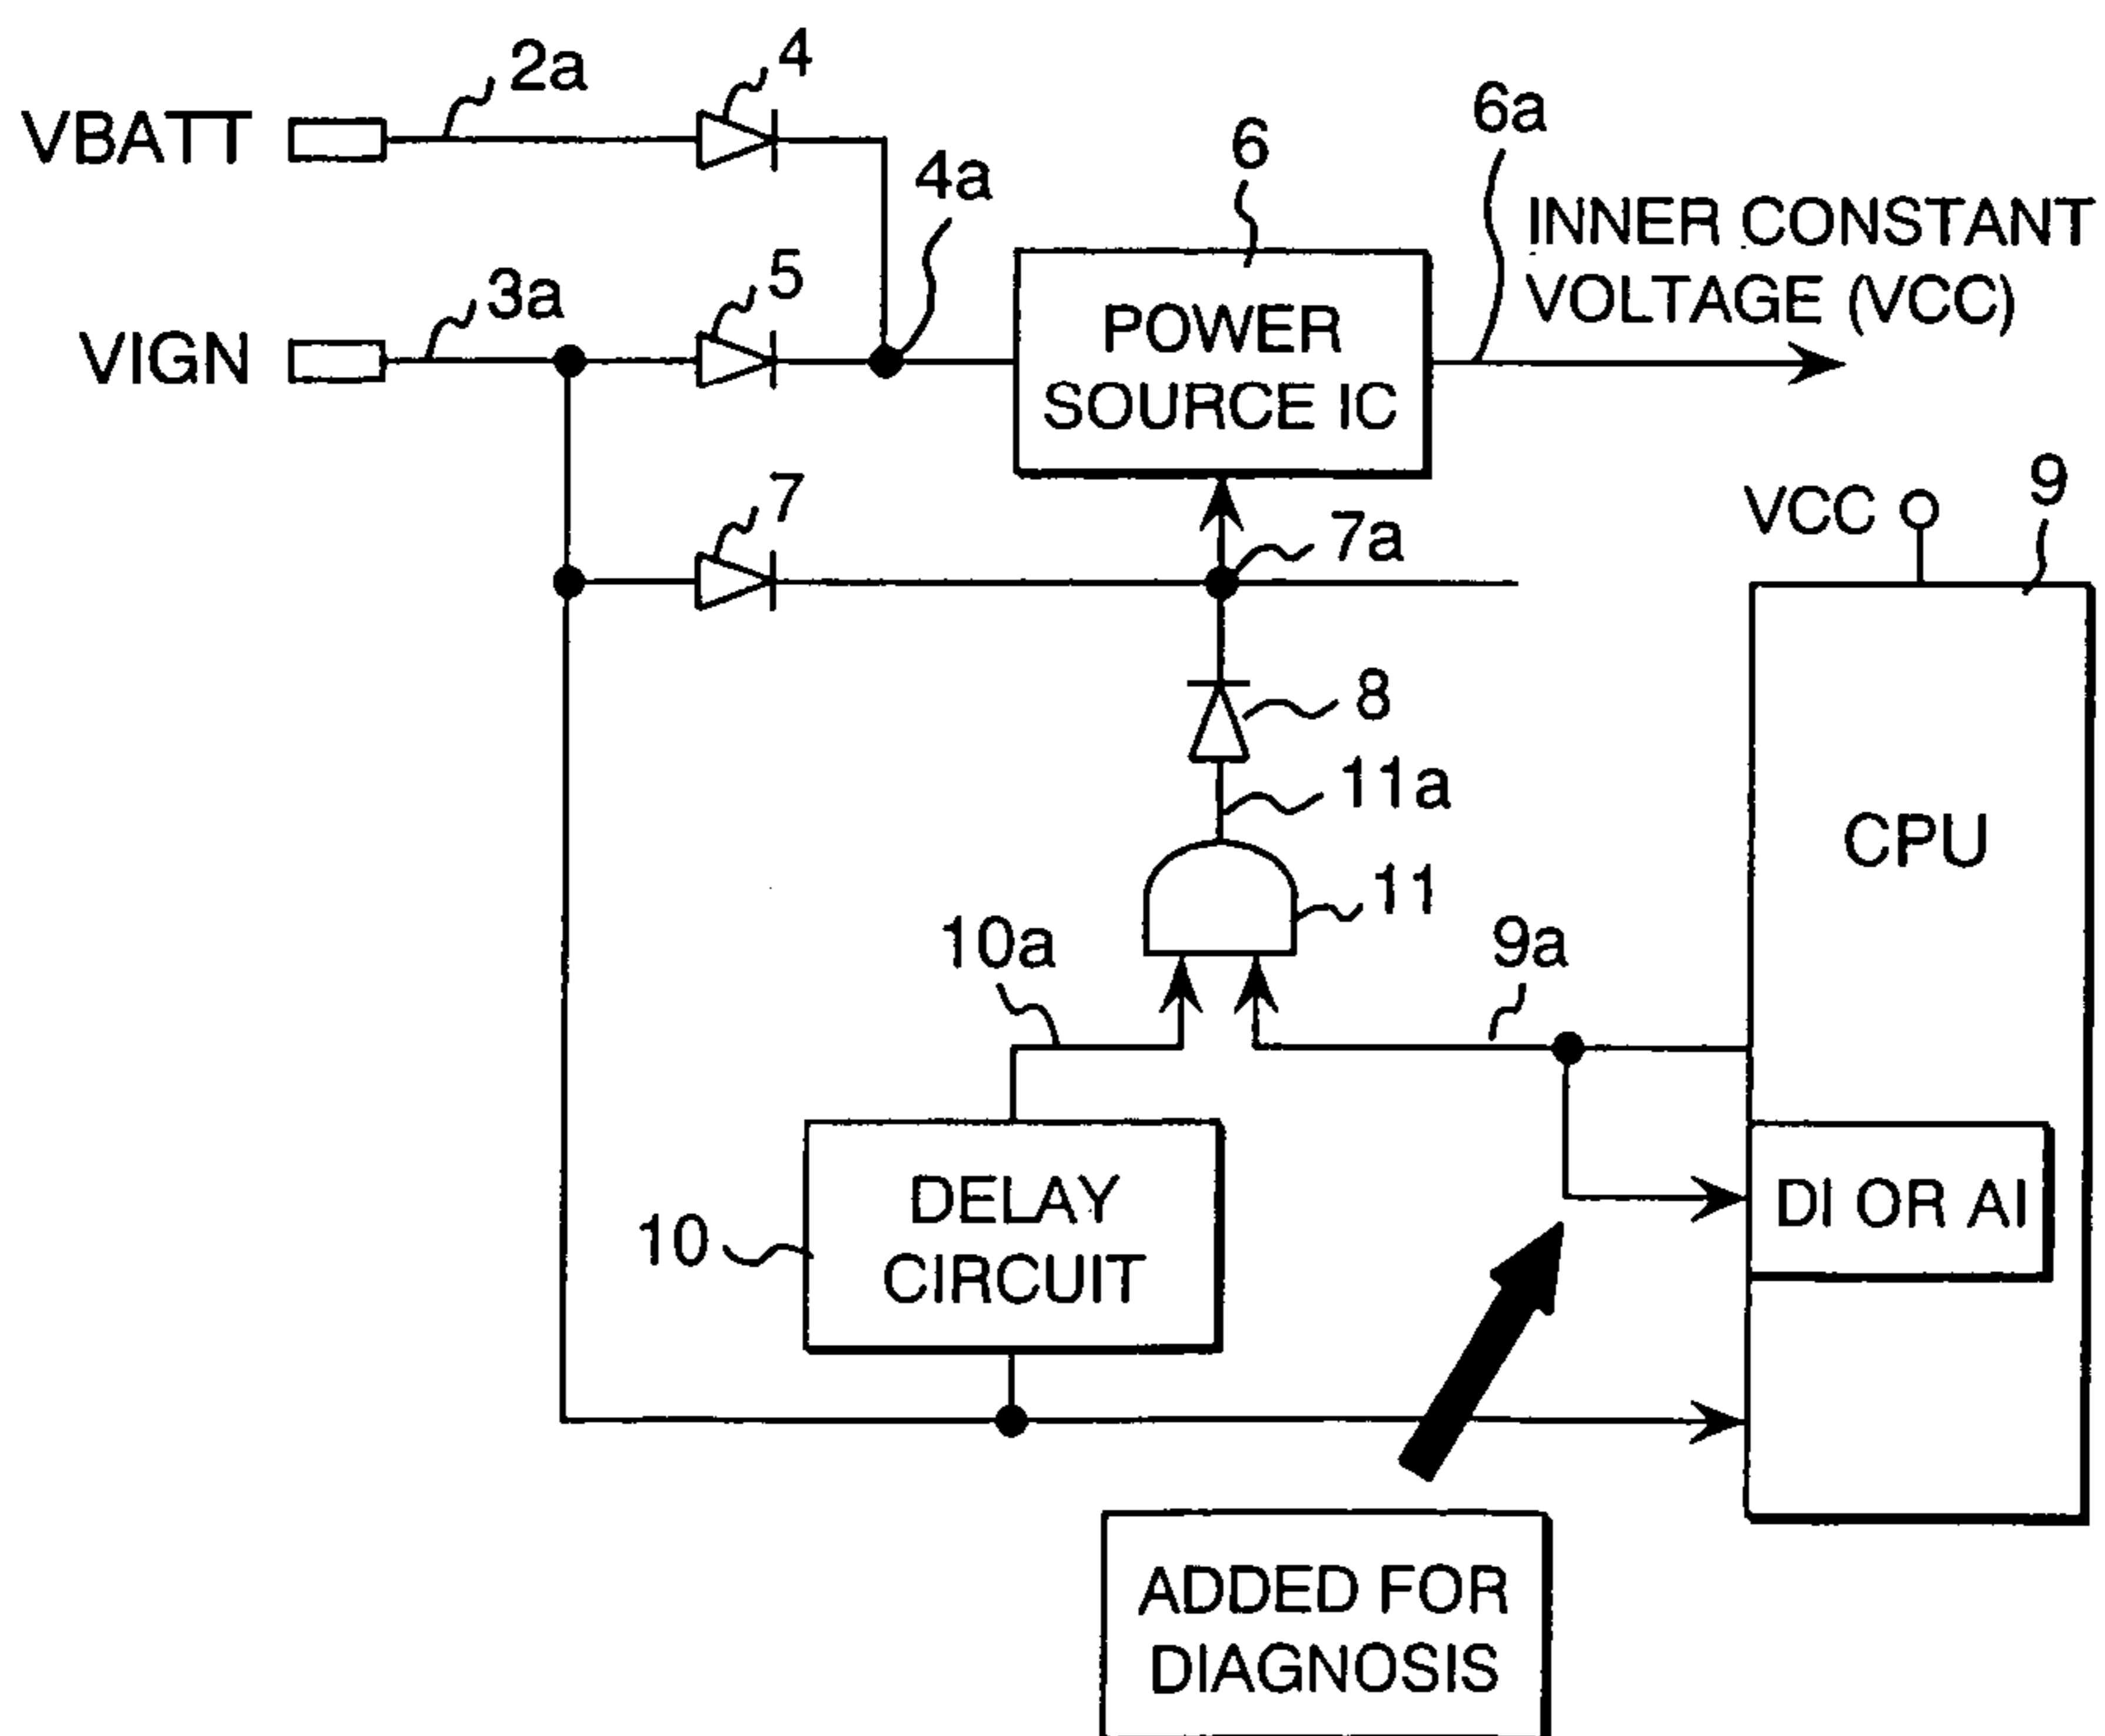 2a
4
VBATT
6a
6
4a
INNER CONSTANT
VOLTAGE (VCC)
3a
5
VIGN
POWER
SOURCE IC
7
7a
VCC
9
8
11a
CPU
11
10a
9a
DELAY
CIRCUIT
10
DI OR AI
ADDED FOR
DIAGNOSIS